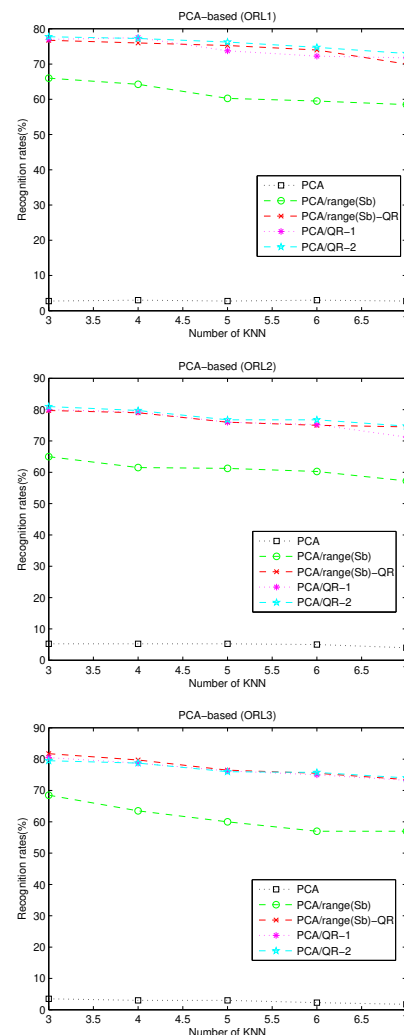 PCA-based (ORL1)
80
70
60
50
40
30
20
10
0
Recognition rates(%)
PCA
PCA/range(Sb)
PCA/range(Sb)-QR
PCA/QR-1
PCA/QR-2
3 3.5 4 4.5 5 5.5 6 6.5 7
Number of KNN
PCA-based (ORL2)
90
80
70
60
50
40
30
20
10
0
Recognition rates(%)
PCA
PCA/range(Sb)
PCA/range(Sb)-QR
PCA/QR-1
PCA/QR-2
3 3.5 4 4.5 5 5.5 6 6.5 7
Number of KNN
PCA-based (ORL3)
90
80
70
60
50
40
30
20
10
0
Recognition rates(%)
PCA
PCA/range(Sb)
PCA/range(Sb)-QR
PCA/QR-1
PCA/QR-2
3 3.5 4 4.5 5 5.5 6 6.5 7
Number of KNN